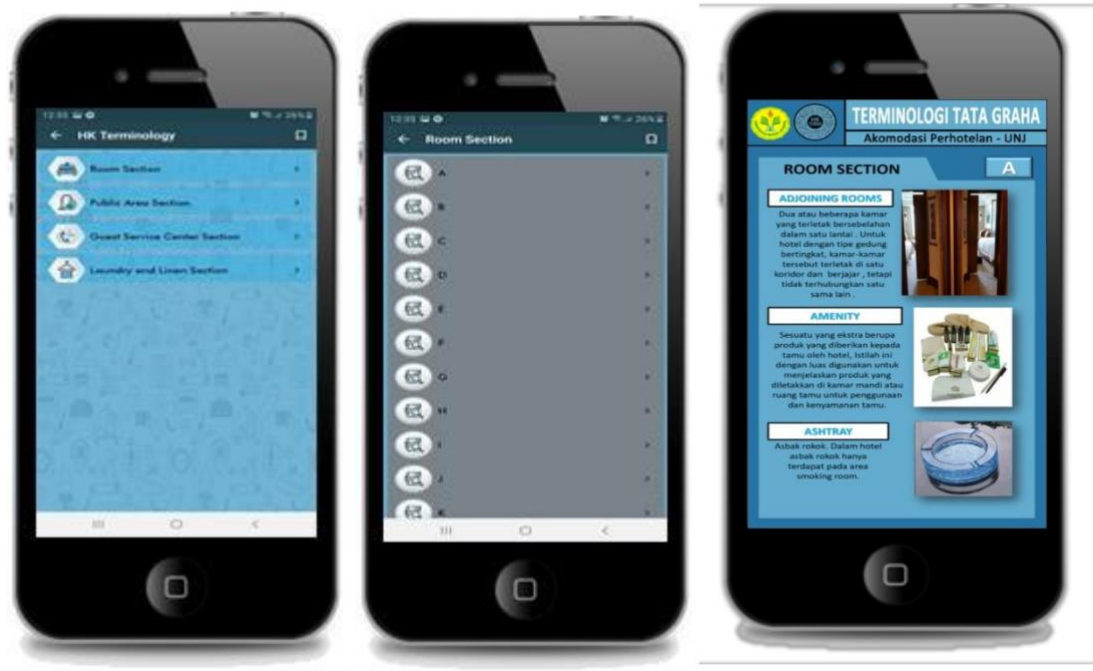 HK Terminology
Room Section
Public Area Section
Guest Service Center Section
Laundry and Linen Section
Room Section
A
B
C
D
E
F
G
H
I
J
K
TERMINOLOGI TATA GRAHA
Akomodasi Perhotelan - UNJ
ROOM SECTION
A
ADJOINING ROOMS
Dua atau beberapa kamar
yang terletak bersebelahan
dalam satu lantai . Untuk
hotel dengan tipe gedung
bertingkat, kamar-kamar
tersebut terletak di satu
koridor dan berjajar , tetapi
tidak terhubungkan satu
sama lain .
AMENITY
Sesuatu yang ekstra berupa
produk yang diberikan kepada
tamu oleh hotel, Istilah ini
dengan luas digunakan untuk
menjelaskan produk yang
diletakkan di kamar mandi atau
ruang tamu untuk penggunaan
dan kenyamanan tamu.
ASHTRAY
Asbak rokok. Dalam hotel
asbak rokok hanya
terdapat pada area
smoking room.